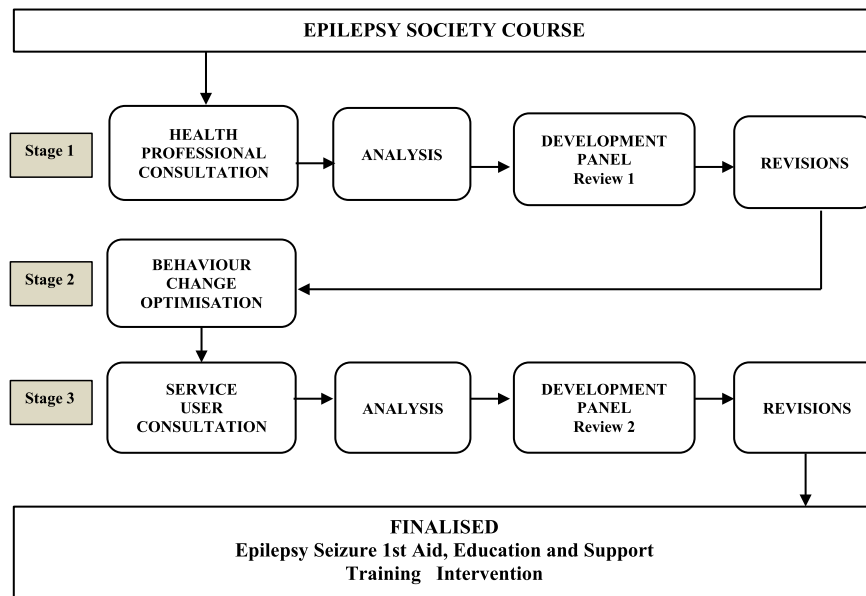 EPILEPSY SOCIETY COURSE
Stage 1
HEALTH
PROFESSIONAL
CONSULTATION
ANALYSIS
DEVELOPMENT
PANEL
Review 1
REVISIONS
Stage 2
BEHAVIOUR
CHANGE
OPTIMISATION
Stage 3
SERVICE
USER
CONSULTATION
ANALYSIS
DEVELOPMENT
PANEL
Review 2
REVISIONS
FINALISED
Epilepsy Seizure 1st Aid, Education and Support
Training Intervention